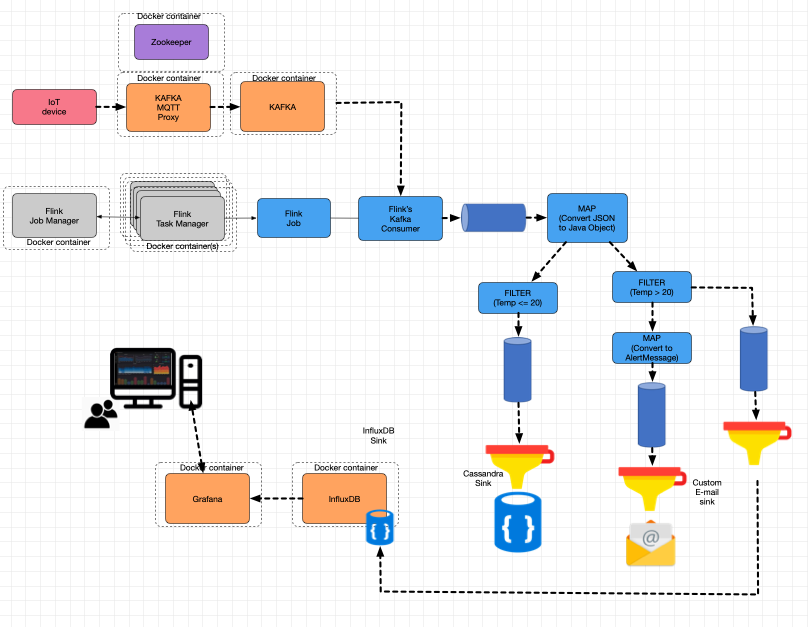 Docker container
Zookeeper
Docker container
Docker container
IoT
device
KAFKA
MQTT
Proxy
KAFKA
Flink
Job Manager
Docker container
Flink
Task Manager
Docker container(s)
Flink
Job
Flink's
Kafka
Consumer
MAP
(Convert JSON
to Java Object)
FILTER
(Temp <= 20)
FILTER
(Temp > 20)
MAP
(Convert to
AlertMessage)
InfluxDB
Sink
Cassandra
Sink
Custom
E-mail
sink
Docker container
Grafana
Docker container
InfluxDB
{ }
{ }
@